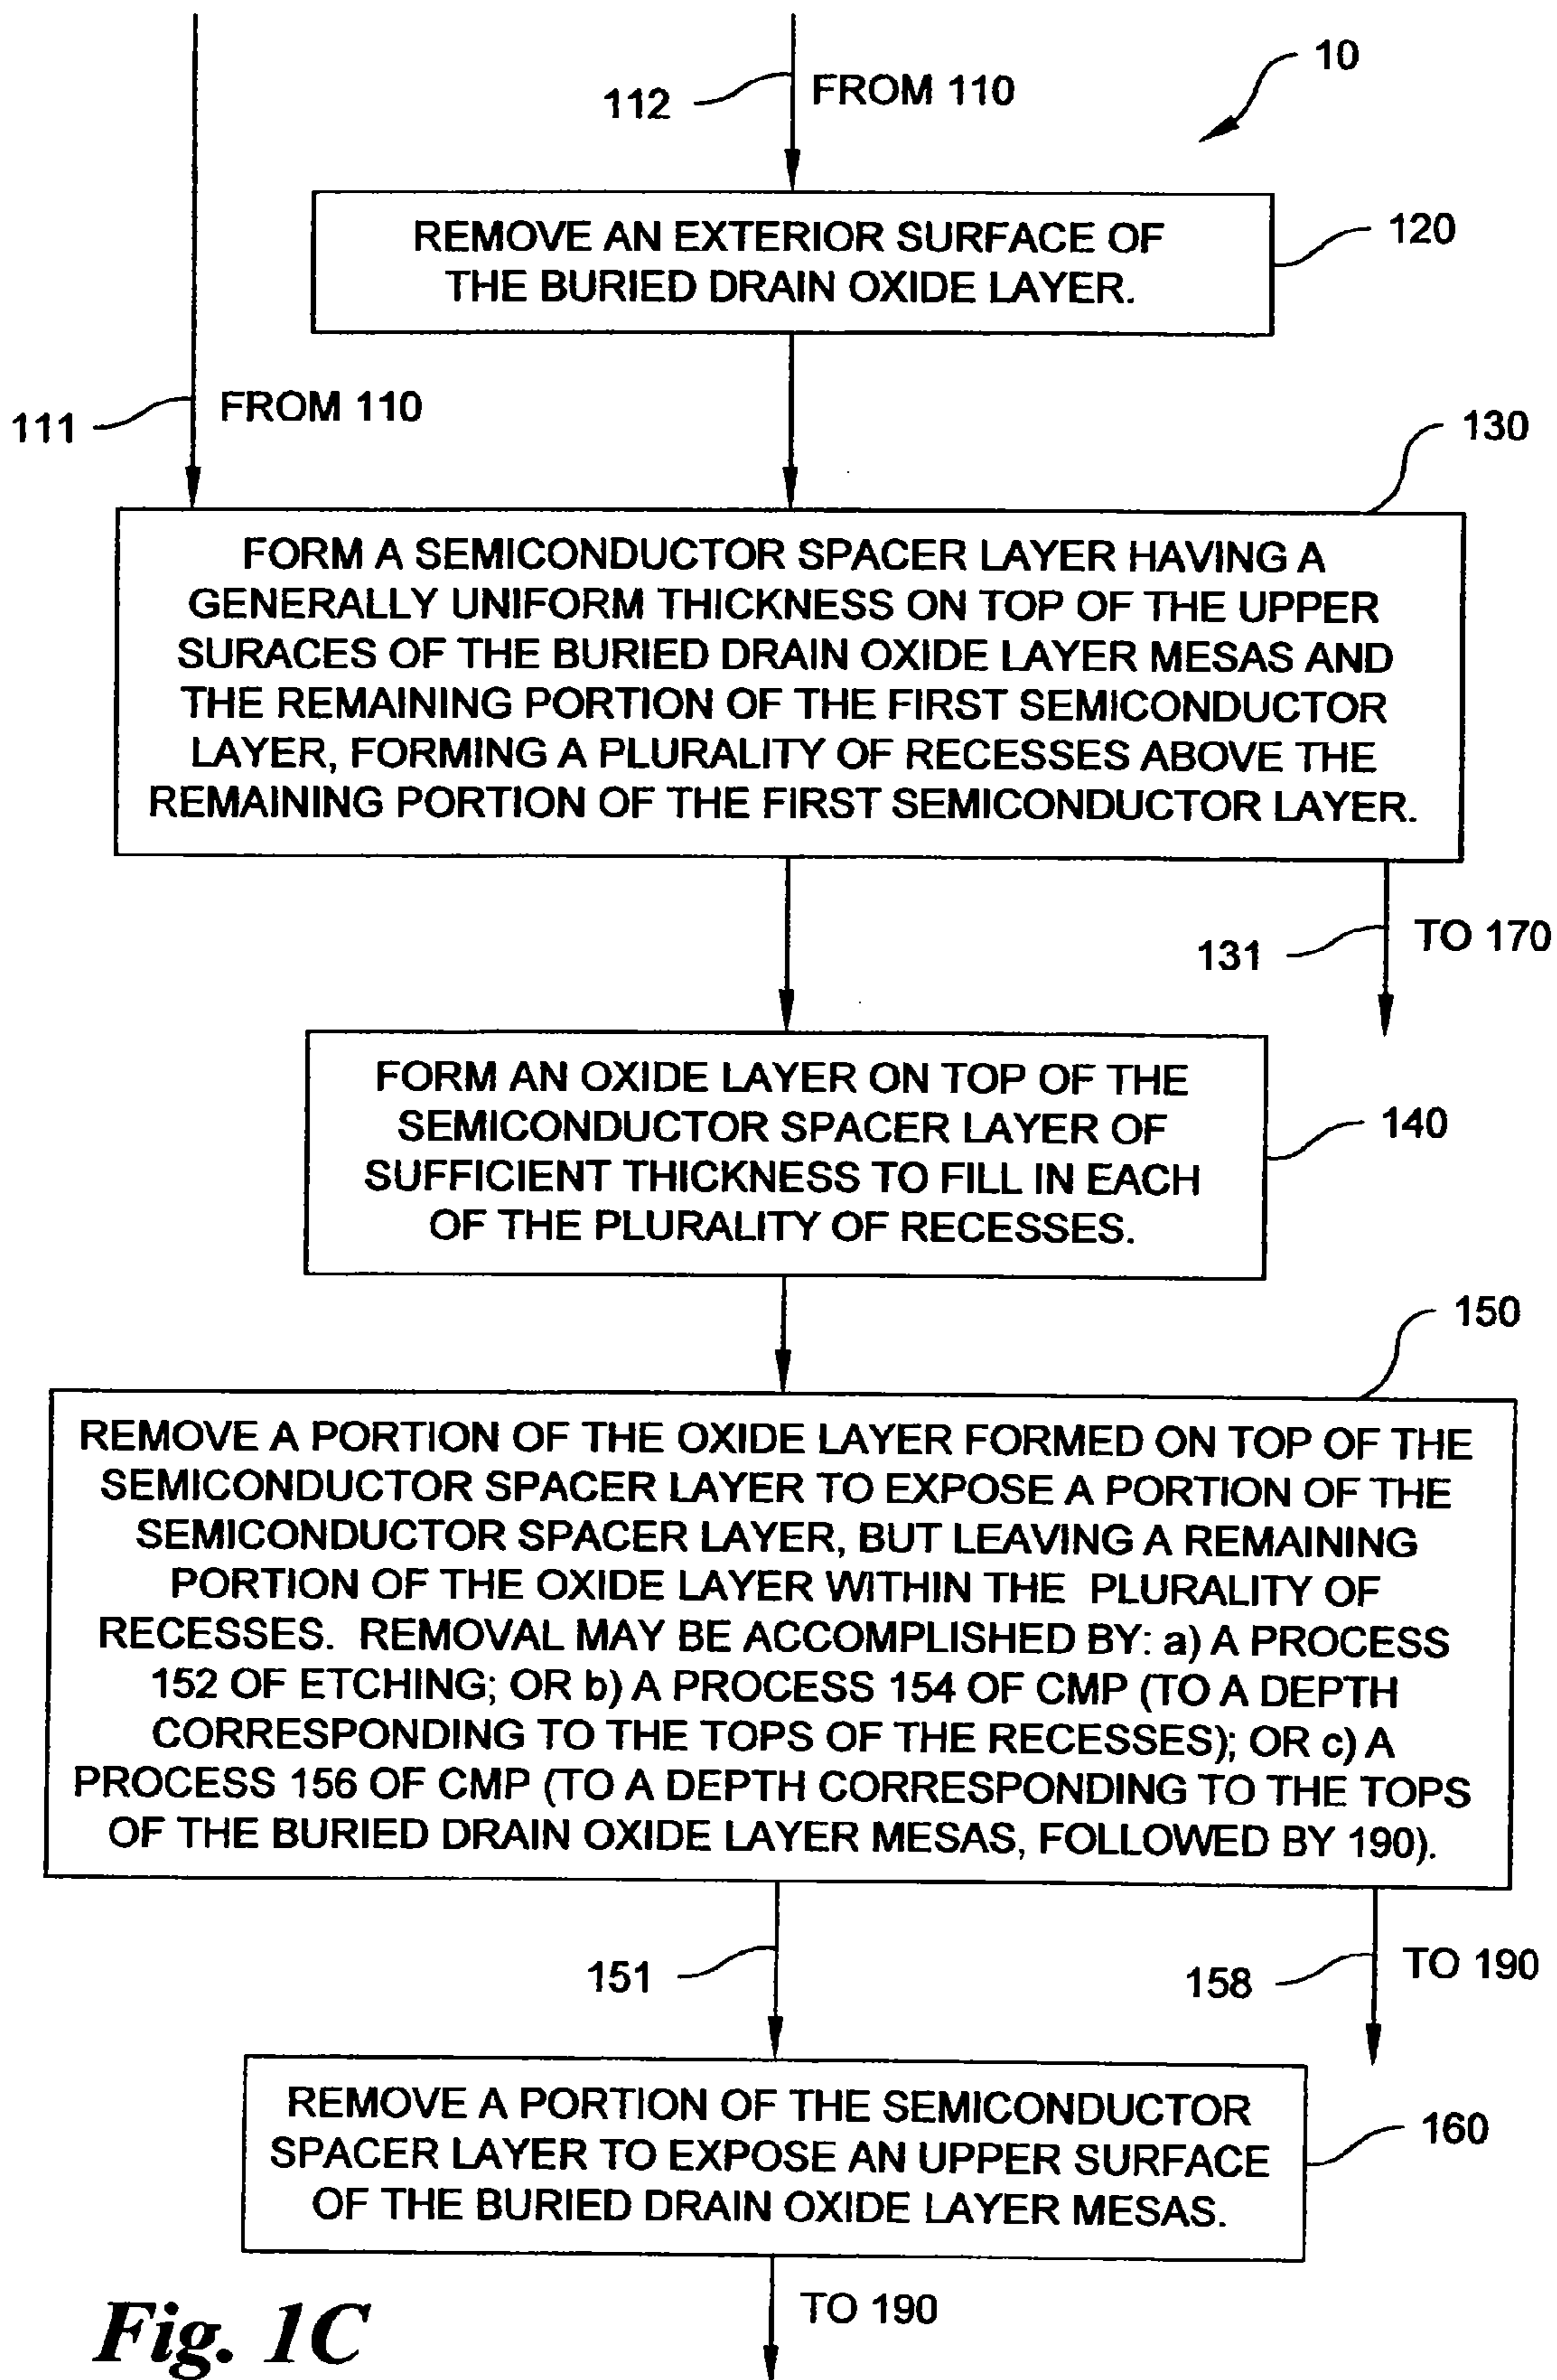 10
112
FROM 110
REMOVE AN EXTERIOR SURFACE OF
THE BURIED DRAIN OXIDE LAYER.
120
111
FROM 110
130
FORM A SEMICONDUCTOR SPACER LAYER HAVING A
GENERALLY UNIFORM THICKNESS ON TOP OF THE UPPER
SURACES OF THE BURIED DRAIN OXIDE LAYER MESAS AND
THE REMAINING PORTION OF THE FIRST SEMICONDUCTOR
LAYER, FORMING A PLURALITY OF RECESSES ABOVE THE
REMAINING PORTION OF THE FIRST SEMICONDUCTOR LAYER.
131
TO 170
FORM AN OXIDE LAYER ON TOP OF THE
SEMICONDUCTOR SPACER LAYER OF
SUFFICIENT THICKNESS TO FILL IN EACH
OF THE PLURALITY OF RECESSES.
140
150
REMOVE A PORTION OF THE OXIDE LAYER FORMED ON TOP OF THE
SEMICONDUCTOR SPACER LAYER TO EXPOSE A PORTION OF THE
SEMICONDUCTOR SPACER LAYER, BUT LEAVING A REMAINING
PORTION OF THE OXIDE LAYER WITHIN THE PLURALITY OF
RECESSES. REMOVAL MAY BE ACCOMPLISHED BY: a) A PROCESS
152 OF ETCHING; OR b) A PROCESS 154 OF CMP (TO A DEPTH
CORRESPONDING TO THE TOPS OF THE RECESSES); OR c) A
PROCESS 156 OF CMP (TO A DEPTH CORRESPONDING TO THE TOPS
OF THE BURIED DRAIN OXIDE LAYER MESAS, FOLLOWED BY 190).
151
158
TO 190
REMOVE A PORTION OF THE SEMICONDUCTOR
SPACER LAYER TO EXPOSE AN UPPER SURFACE
OF THE BURIED DRAIN OXIDE LAYER MESAS.
160
TO 190
Fig. 1C